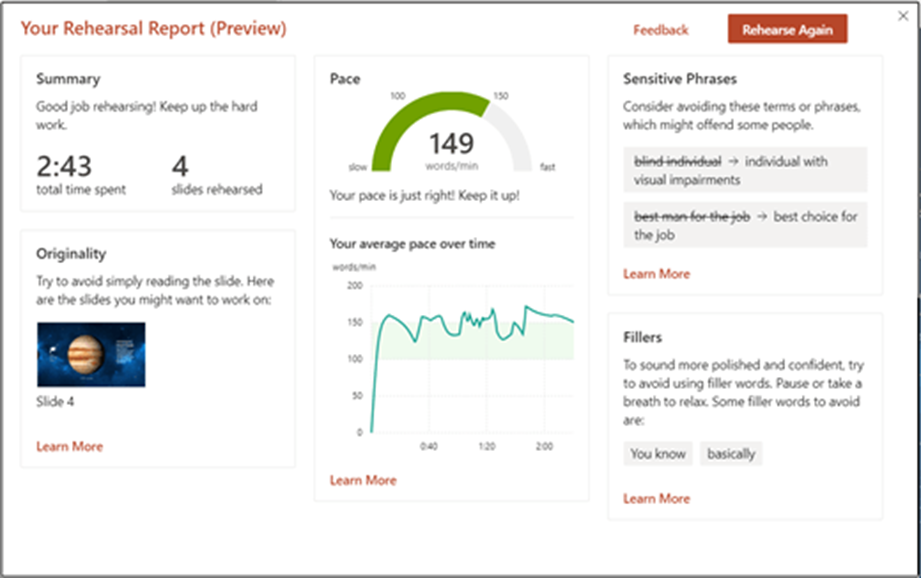 Your Rehearsal Report (Preview)
Feedback
Rehearse Again
Summary
Good job rehearsing! Keep up the hard
work.
2:43
total time spent
4
slides rehearsed
Originality
Try to avoid simply reading the slide. Here
are the slides you might want to work on:
Slide 4
Learn More
Pace
100
150
149
words/min
slow
fast
Your pace is just right! Keep it up!
Your average pace over time
words/min
200
150
100
50
0
0:40
1:20
2:00
Learn More
Sensitive Phrases
Consider avoiding these terms or phrases,
which might offend some people.
blind individual → individual with
visual impairments
best man for the job → best choice for
the job
Learn More
Fillers
To sound more polished and confident, try
to avoid using filler words. Pause or take a
breath to relax. Some filler words to avoid
are:
You know
basically
Learn More